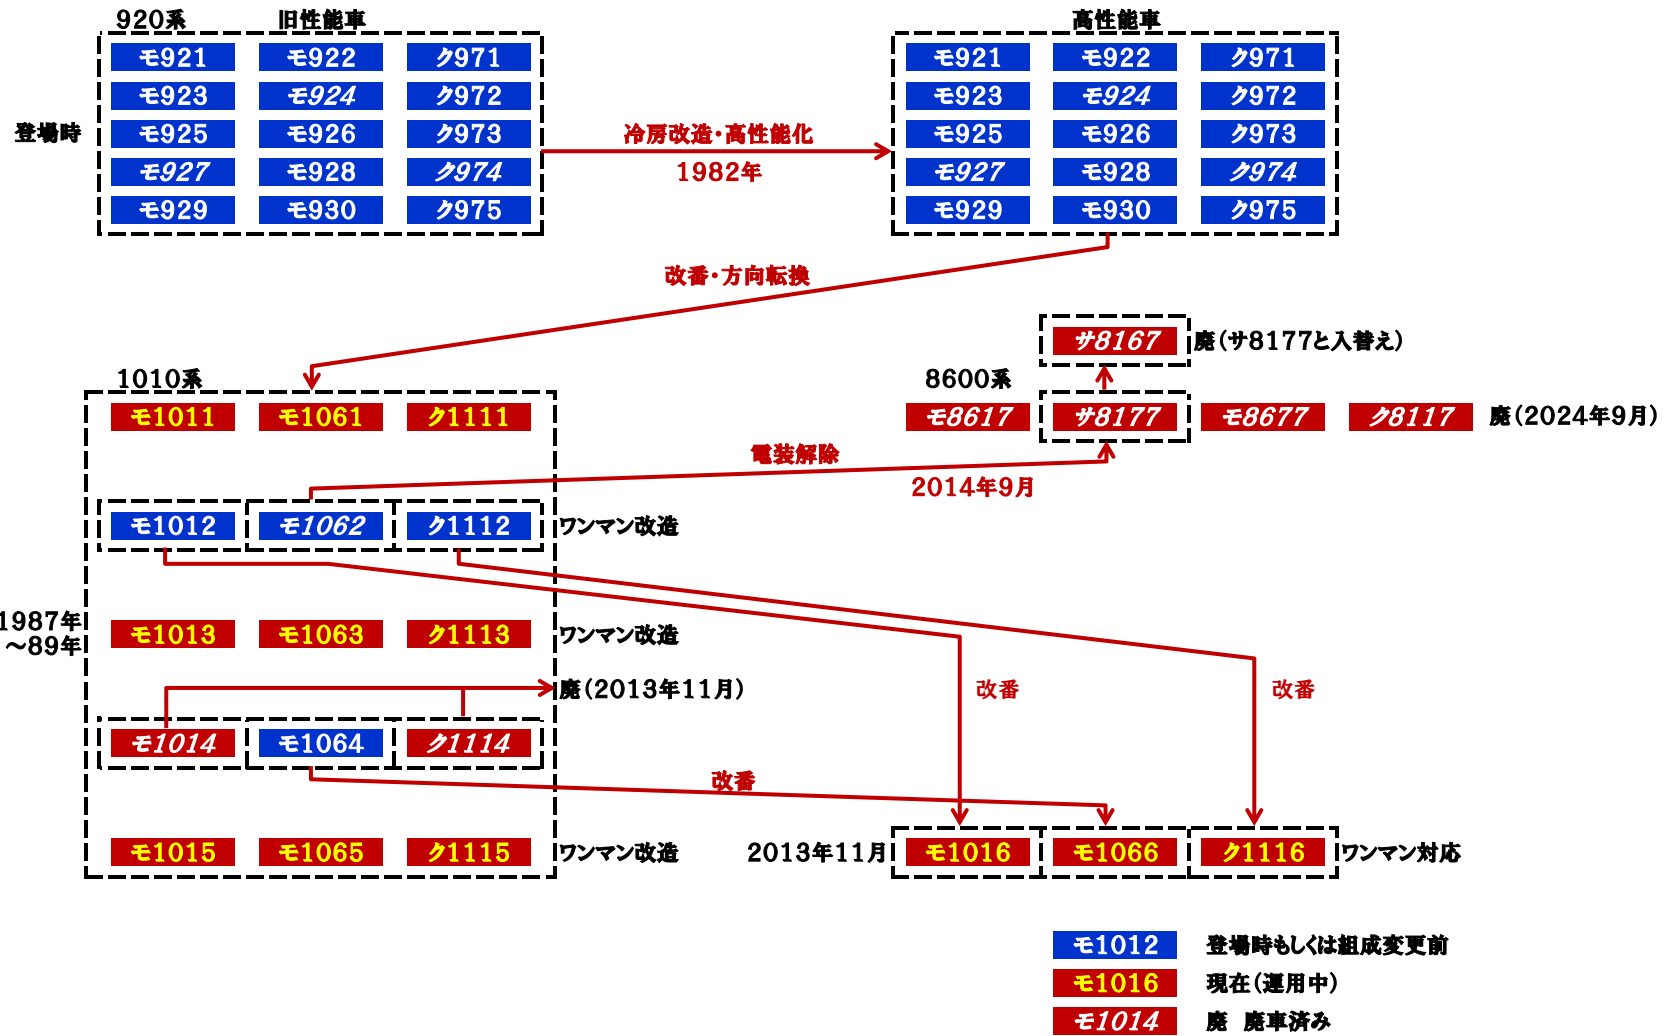 920系 旧性能車 高性能車
モ921 モ922 ク971 モ921 モ922 ク971
モ923 モ924 ク972 モ923 モ924 ク972
登場時 モ925 モ926 ク973 冷房改造・高性能化 モ925 モ926 ク973
モ927 モ928 ク974 1982年 モ927 モ928 ク974
モ929 モ930 ク975 モ929 モ930 ク975
改番・方向転換
サ8167 廃(サ8177と入替え)
1010系 8600系
モ1011 モ1061 ク1111 モ8617 サ8177 モ8677 ク8117 廃(2024年9月)
電装解除
2014年9月
モ1012 モ1062 ク1112 ワンマン改造
1987年
～89年
モ1013 モ1063 ク1113 ワンマン改造
廃(2013年11月) 改番 改番
モ1014 モ1064 ク1114
改番
モ1015 モ1065 ク1115 ワンマン改造 2013年11月 モ1016 モ1066 ク1116 ワンマン対応
モ1012 登場時もしくは組成変更前
モ1016 現在(運用中)
モ1014 廃 廃車済み